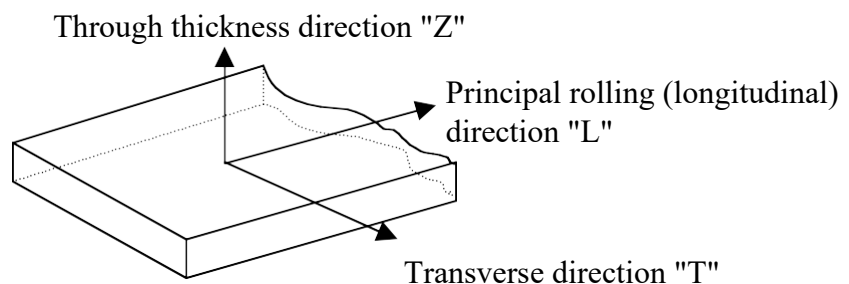 Through thickness direction "Z"
Principal rolling (longitudinal)
direction "L"
Transverse direction "T"